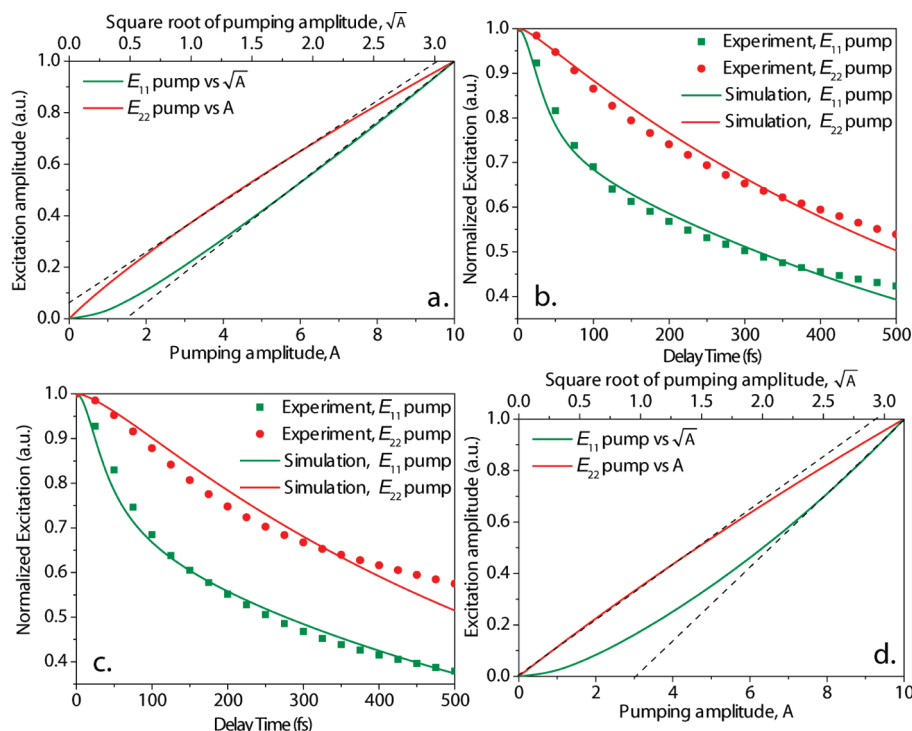 Square root of pumping amplitude, √A
0.0 0.5 1.0 1.5 2.0 2.5 3.0
1.0
0.8
0.6
0.4
0.2
0.0
Excitation amplitude (a.u.)
E11 pump vs √A
E22 pump vs A
a.
0 2 4 6 8 10
Pumping amplitude, A
1.0
0.9
0.8
0.7
0.6
0.5
0.4
Normalized Excitation (a.u.)
Experiment, E11 pump
Experiment, E22 pump
Simulation, E11 pump
Simulation, E22 pump
b.
0 100 200 300 400 500
Delay Time (fs)
1.0
0.9
0.8
0.7
0.6
0.5
0.4
Normalized Excitation (a.u.)
Experiment, E11 pump
Experiment, E22 pump
Simulation, E11 pump
Simulation, E22 pump
c.
0 100 200 300 400 500
Delay Time (fs)
Square root of pumping amplitude, √A
0.0 0.5 1.0 1.5 2.0 2.5 3.0
1.0
0.8
0.6
0.4
0.2
0.0
Excitation amplitude (a.u.)
E11 pump vs √A
E22 pump vs A
d.
0 2 4 6 8 10
Pumping amplitude, A